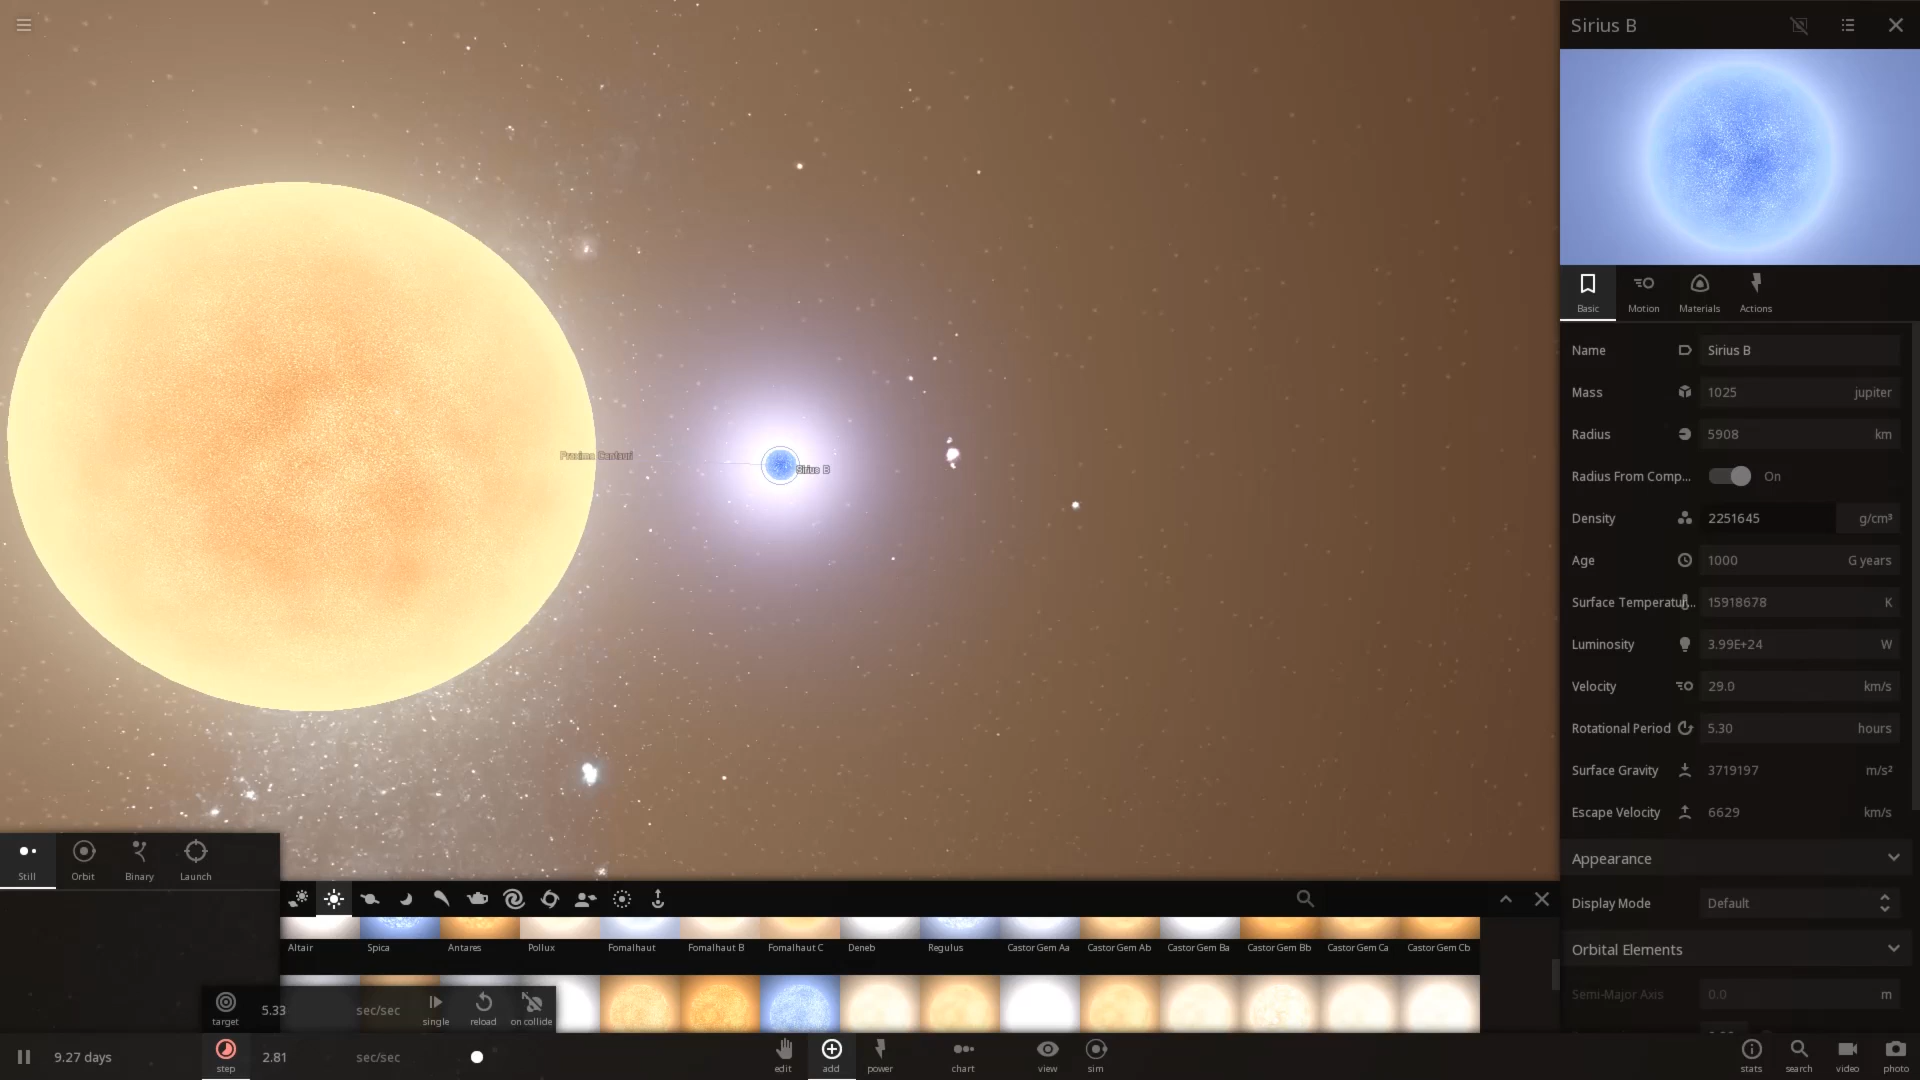 Sirius B
Basic
Motion
Materials
Actions
Name
Sirius B
Mass
1025 jupiter
Radius
5908 km
Radius From Comp...
On
Density
2251645 g/cm³
Age
1000 G years
Surface Temperatur...
15918678 K
Luminosity
3.99E+24 W
Velocity
29.0 km/s
Rotational Period
5.30 hours
Surface Gravity
3719197 m/s²
Escape Velocity
6629 km/s
Appearance
Display Mode
Default
Orbital Elements
Semi-Major Axis
0.0 m
Proxima Centauri
Sirius B
Still
Orbit
Binary
Launch
Altair
Spica
Antares
Pollux
Fomalhaut
Fomalhaut B
Fomalhaut C
Deneb
Regulus
Castor Gem Aa
Castor Gem Ab
Castor Gem Ba
Castor Gem Bb
Castor Gem Ca
Castor Gem Cb
target
5.33 sec/sec
single
reload
on collide
9.27 days
step
2.81 sec/sec
edit
add
power
chart
view
sim
stats
search
video
photo